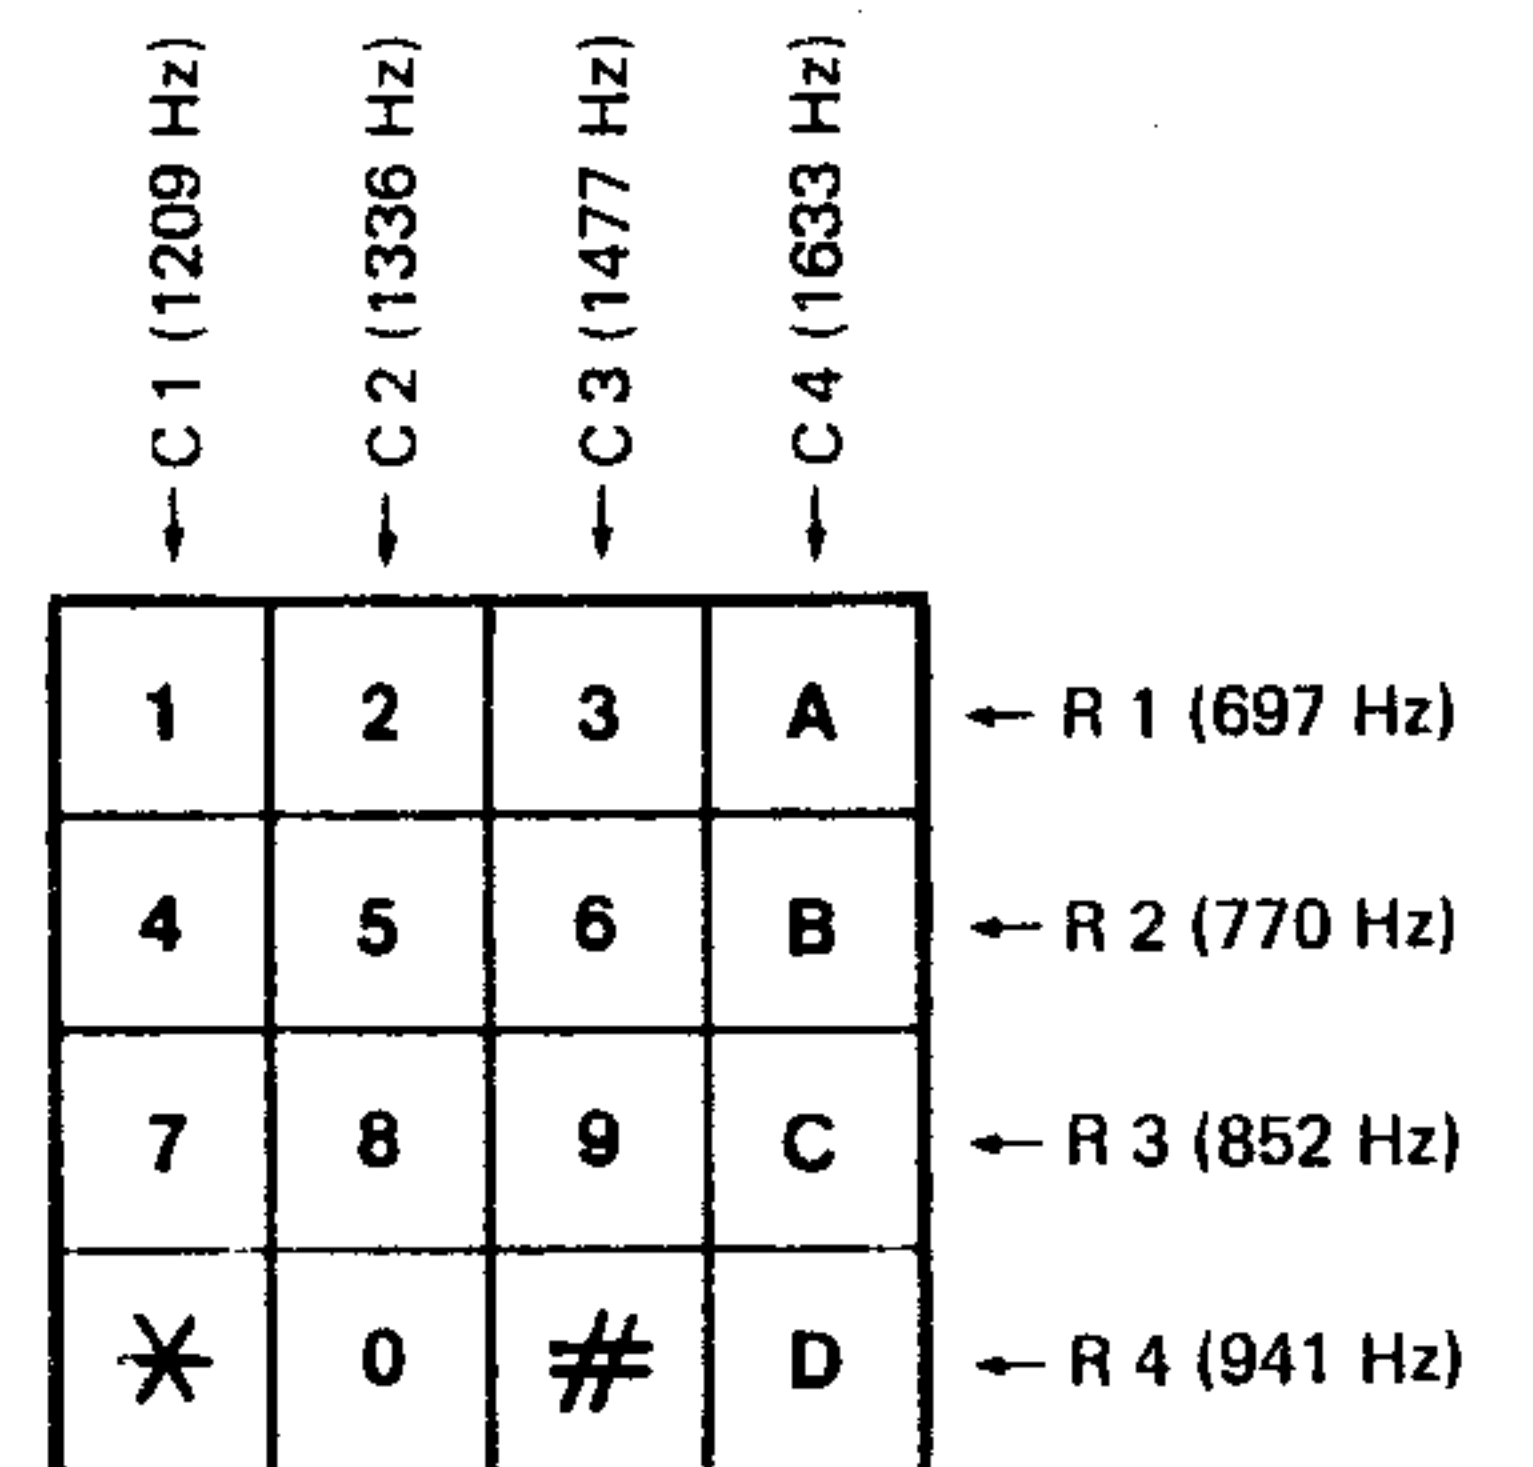 C 1 (1209 Hz)
C 2 (1336 Hz)
C 3 (1477 Hz)
C 4 (1633 Hz)
1 2 3 A R 1 (697 Hz)
4 5 6 B R 2 (770 Hz)
7 8 9 C R 3 (852 Hz)
* 0 # D R 4 (941 Hz)